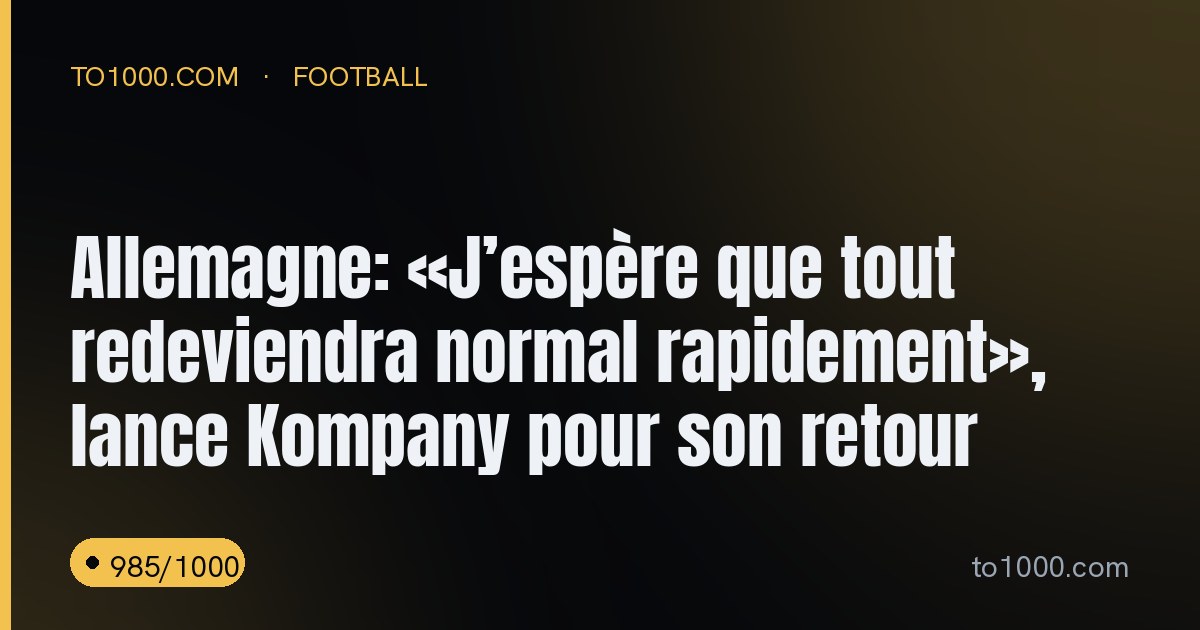 TO1000.COM · FOOTBALL
Allemagne: «J’espère que tout
redeviendra normal rapidement»,
lance Kompany pour son retour
985/1000
to1000.com